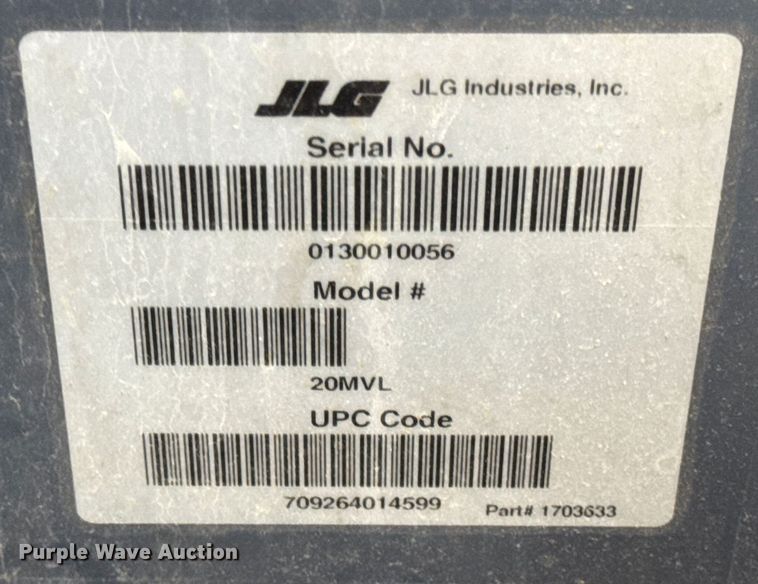 JLG JLG Industries, Inc.
Serial No.
0130010056
Model #
20MVL
UPC Code
709264014599 Part# 1703633
Purple Wave Auction